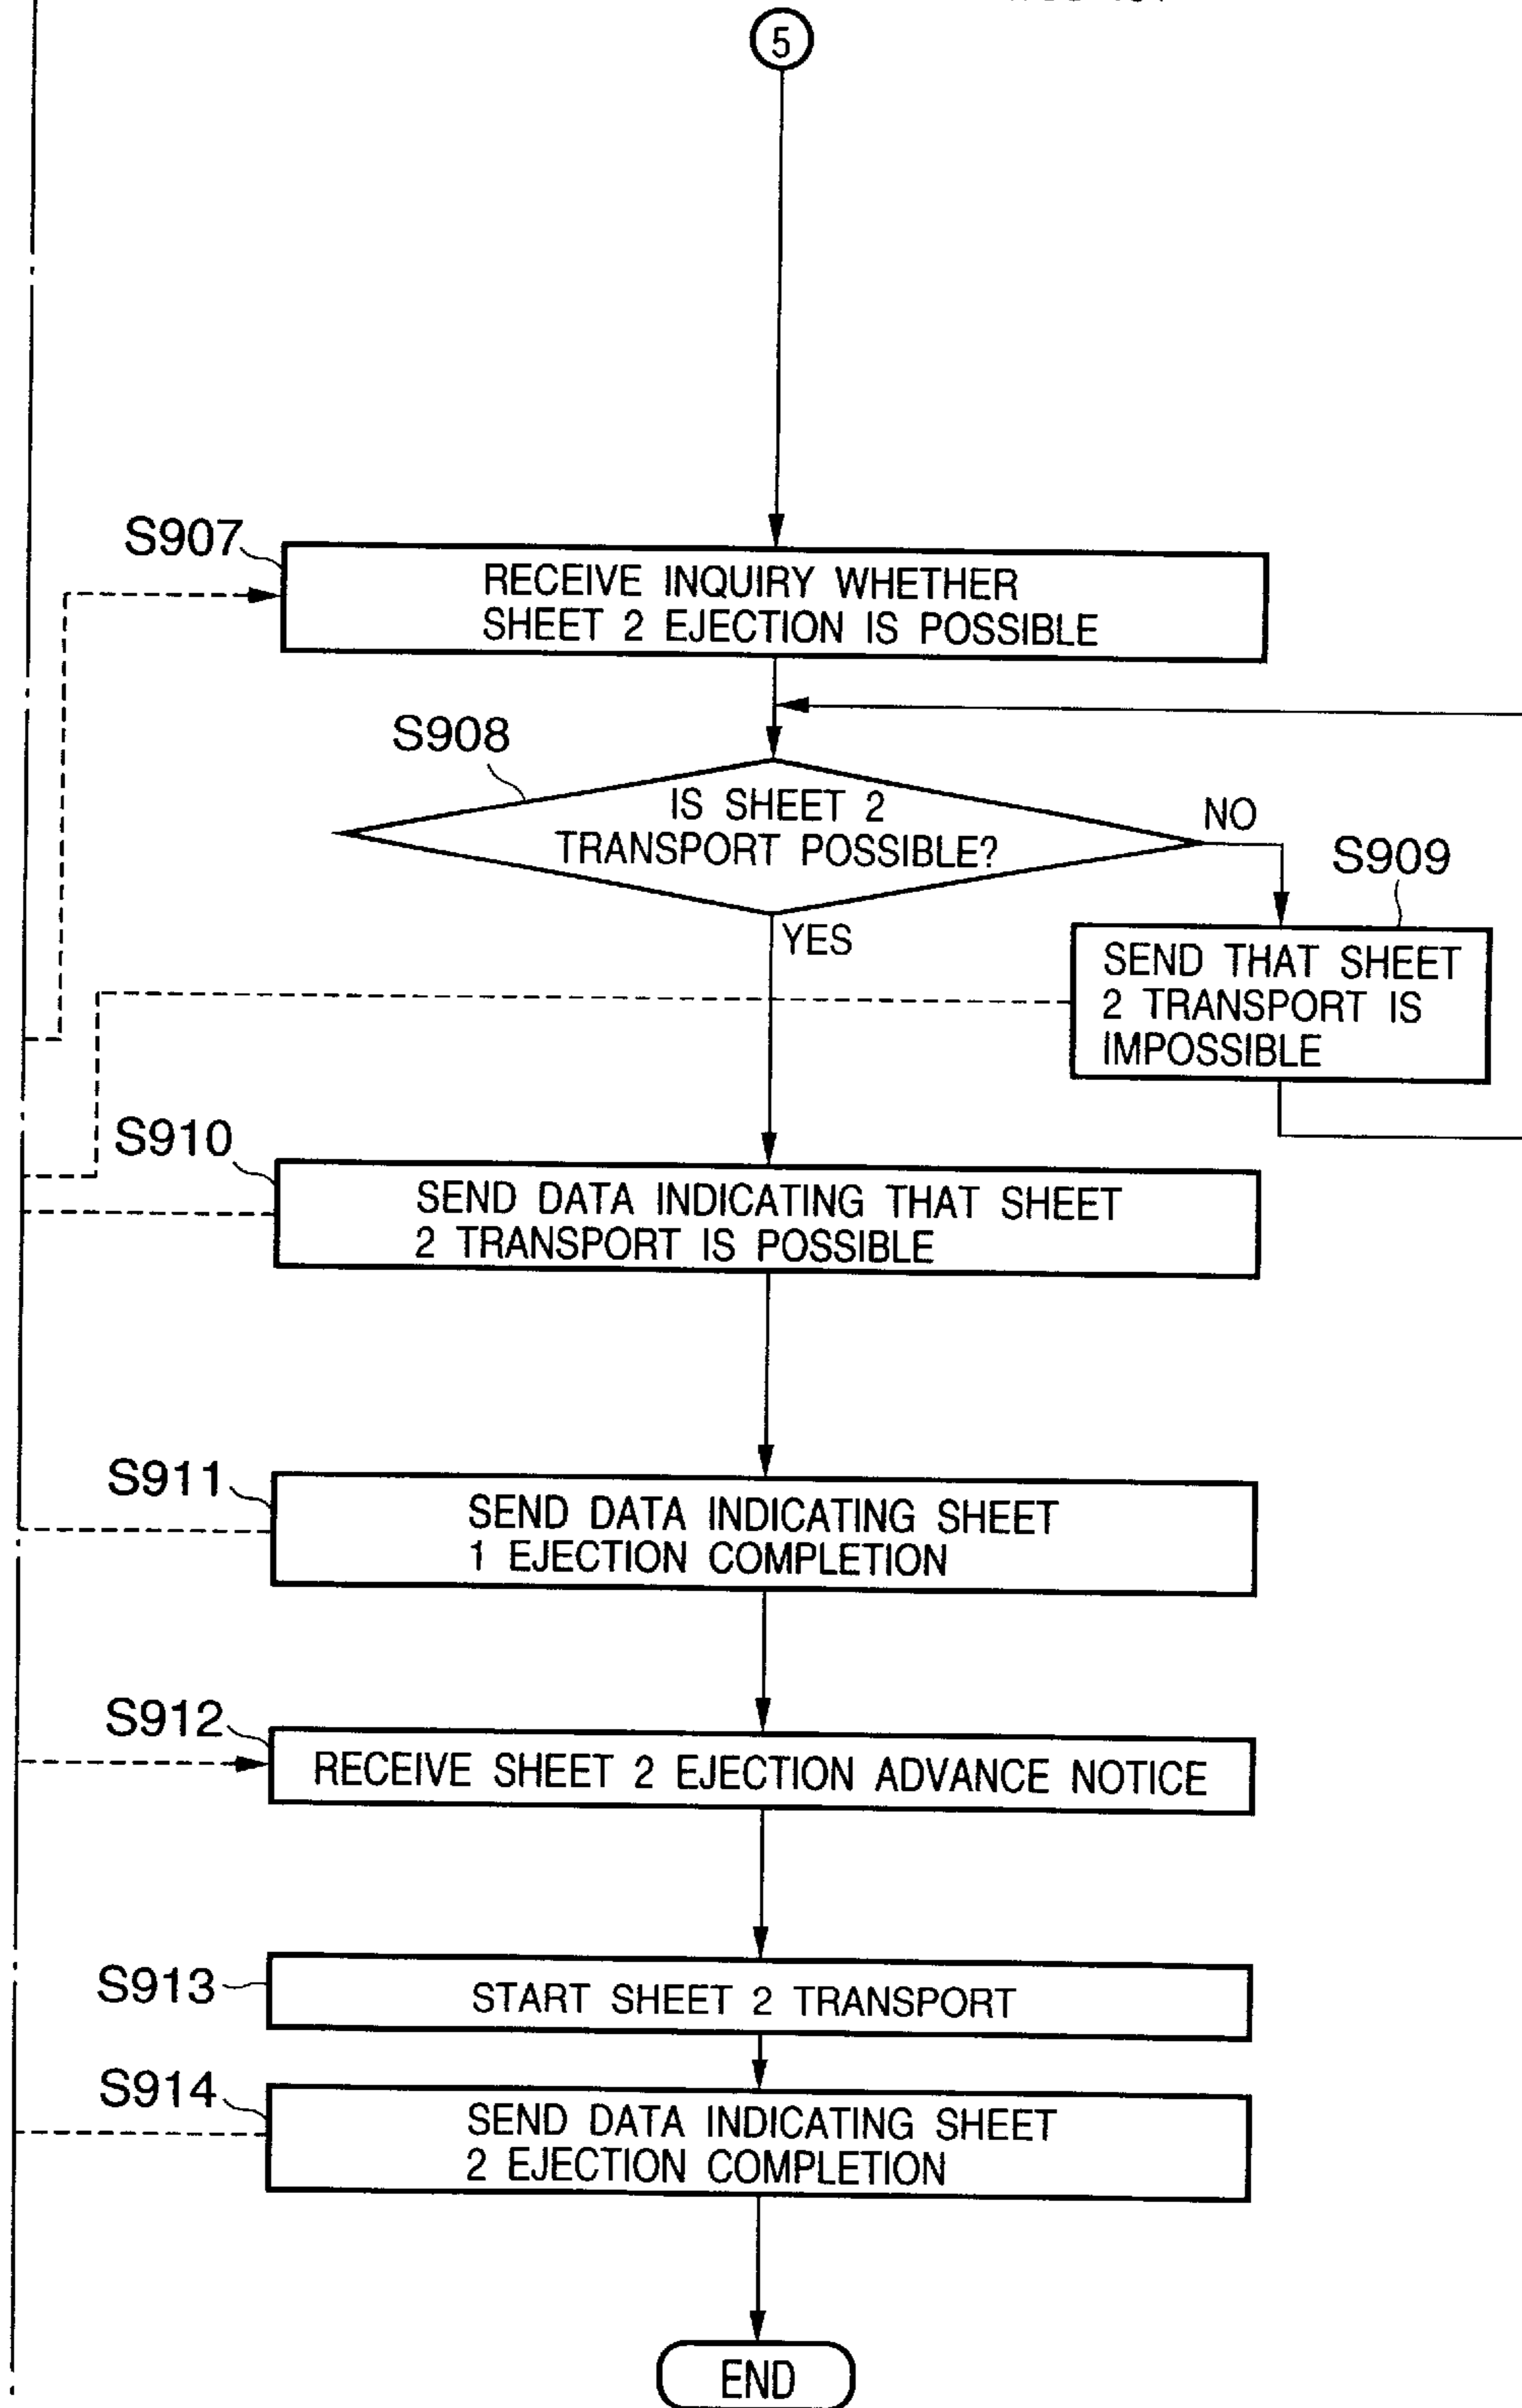 5
S907
RECEIVE INQUIRY WHETHER
SHEET 2 EJECTION IS POSSIBLE
S908
IS SHEET 2
TRANSPORT POSSIBLE?
NO
YES
S909
SEND THAT SHEET
2 TRANSPORT IS
IMPOSSIBLE
S910
SEND DATA INDICATING THAT SHEET
2 TRANSPORT IS POSSIBLE
S911
SEND DATA INDICATING SHEET
1 EJECTION COMPLETION
S912
RECEIVE SHEET 2 EJECTION ADVANCE NOTICE
S913
START SHEET 2 TRANSPORT
S914
SEND DATA INDICATING SHEET
2 EJECTION COMPLETION
END